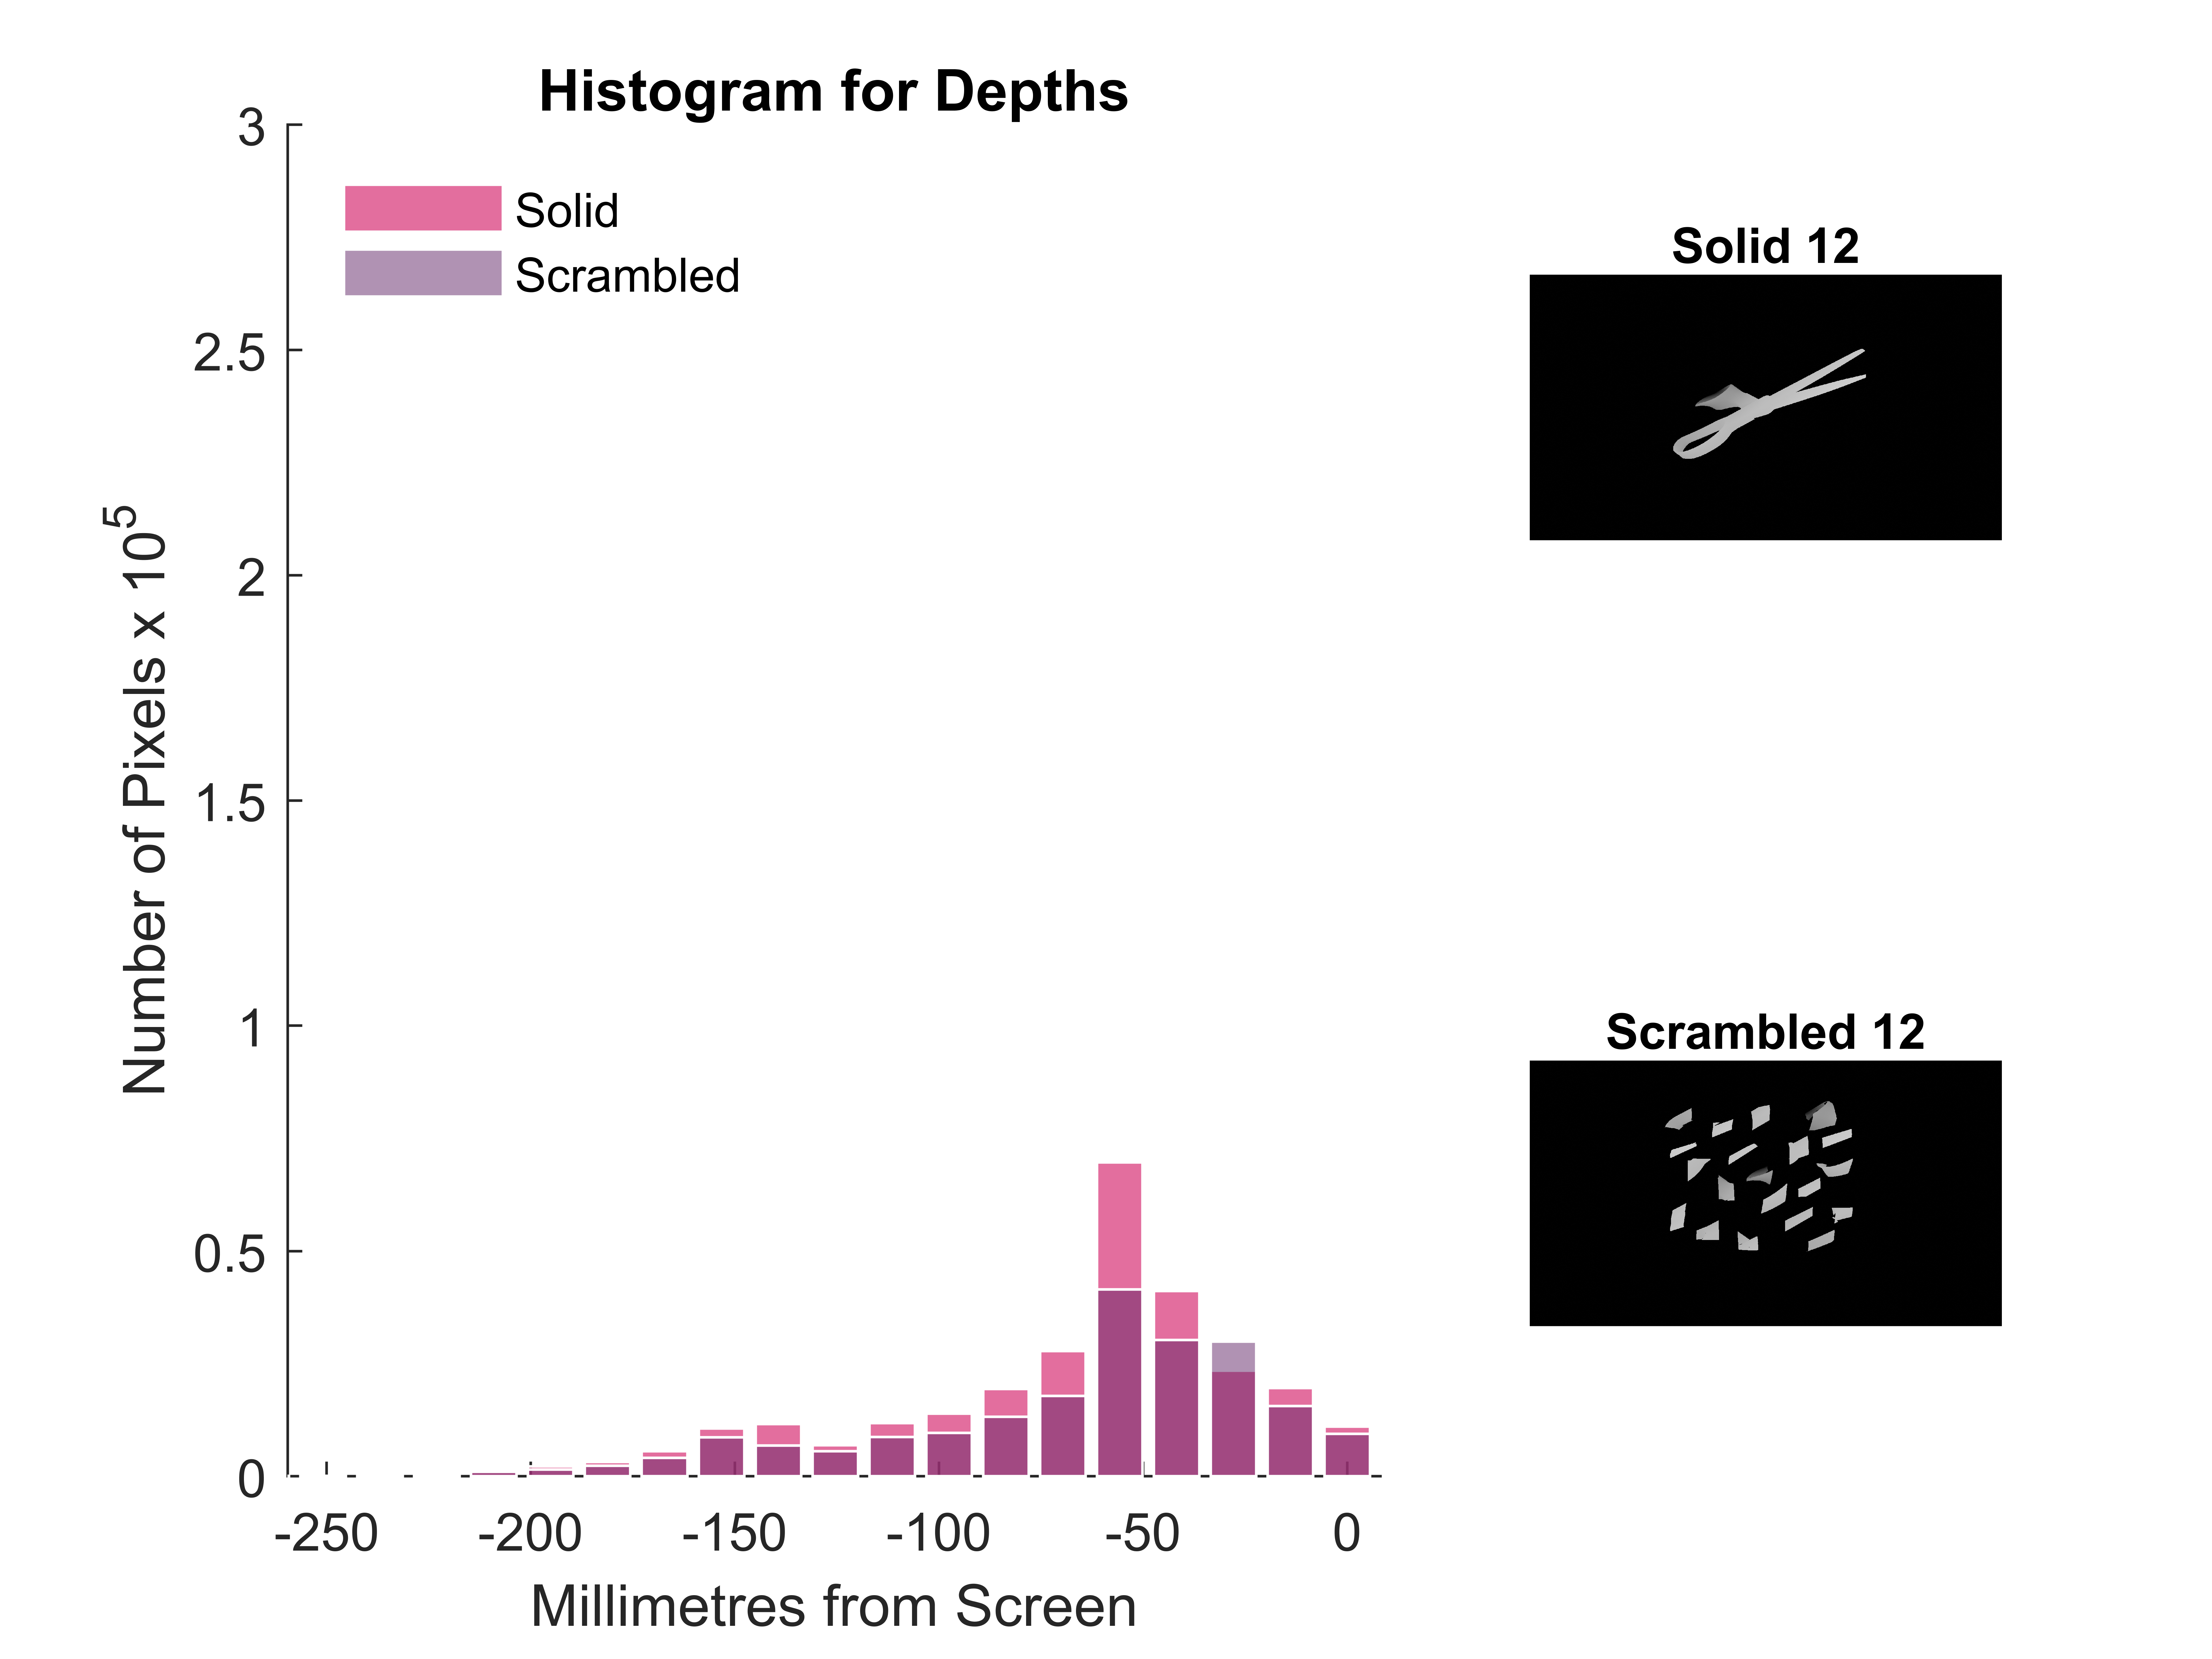 Histogram for Depths
3
2.5
2
1.5
1
0.5
0
Number of Pixels x 10^5
Solid
Scrambled
-250 -200 -150 -100 -50 0
Millimetres from Screen
Solid 12
Scrambled 12